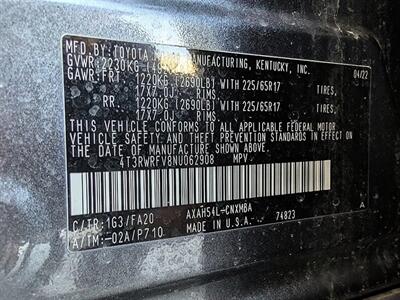 MFD. BY: TOYOTA MANUFACTURING, KENTUCKY, INC.
GVWR: 2230KG 04/22
GAWR: FRT. 1220KG (2690LB) WITH 225/65R17 TIRES,
17X7.0J RIMS,
RR. 1220KG (2690LB) WITH 225/65R17 TIRES,
17X7.0J RIMS,
THIS VEHICLE CONFORMS TO ALL APPLICABLE FEDERAL MOTOR
VEHICLE SAFETY AND BUMPER STANDARDS IN EFFECT ON
THE DATE OF MANUFACTURE SHOWN ABOVE.
4T3RWRFV8NU062908 MPV
C/TR: 1G3/FA20 AXAH54L-CNXMBA A
A/TM: -02A/P710 MADE IN U.S.A. 74823